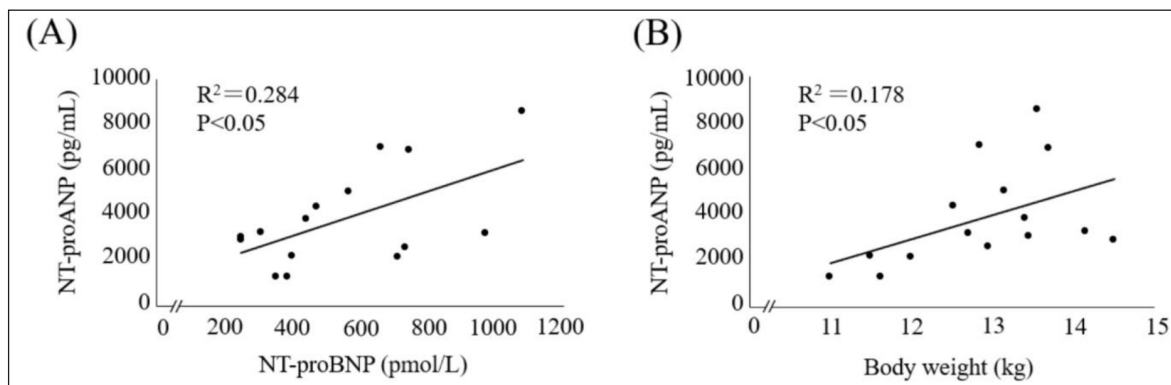 (A)
R²=0.284
P<0.05
NT-proANP (pg/mL)
10000
8000
6000
4000
2000
0
0 200 400 600 800 1000 1200
NT-proBNP (pmol/L)
(B)
R²=0.178
P<0.05
NT-proANP (pg/mL)
10000
8000
6000
4000
2000
0
0 11 12 13 14 15
Body weight (kg)